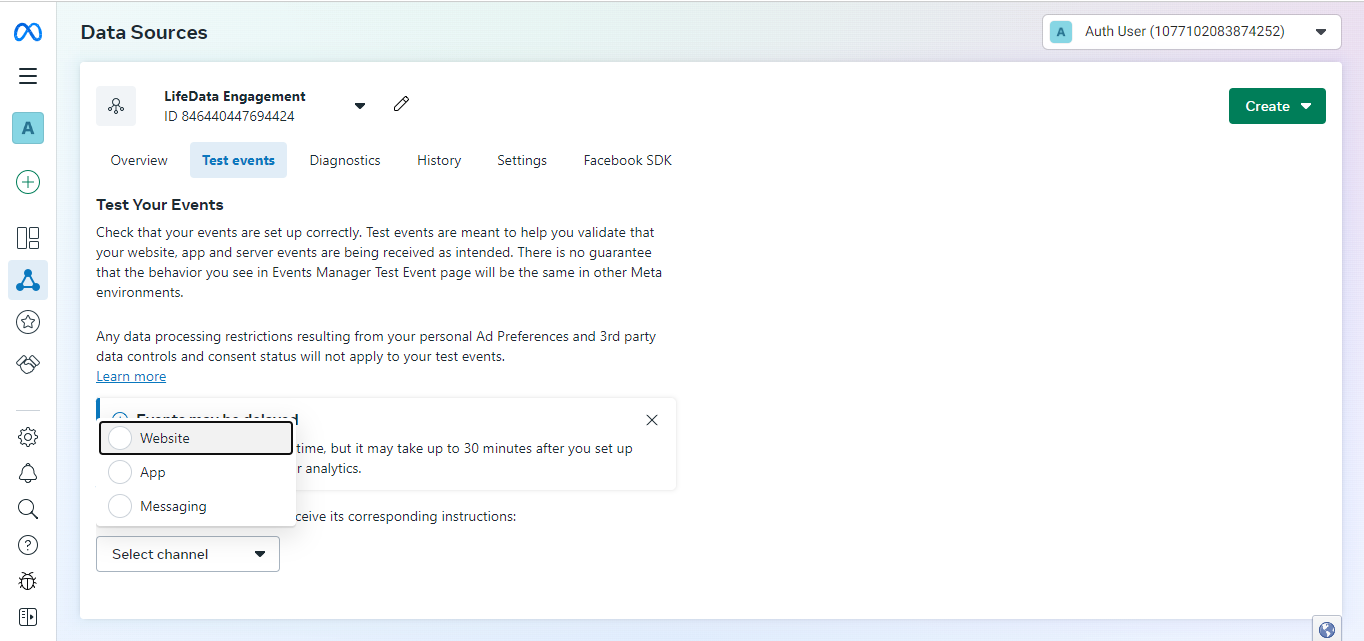 Data Sources
A
Auth User (1077102083874252)
LifeData Engagement
ID 846440447694424
Create
A
Overview
Test events
Diagnostics
History
Settings
Facebook SDK
Test Your Events
Check that your events are set up correctly. Test events are meant to help you validate that
your website, app and server events are being received as intended. There is no guarantee
that the behavior you see in Events Manager Test Event page will be the same in other Meta
environments.
Any data processing restrictions resulting from your personal Ad Preferences and 3rd party
data controls and consent status will not apply to your test events.
Learn more
Events may be delayed
Website
time, but it may take up to 30 minutes after you set up
r analytics.
App
Messaging
ceive its corresponding instructions:
Select channel